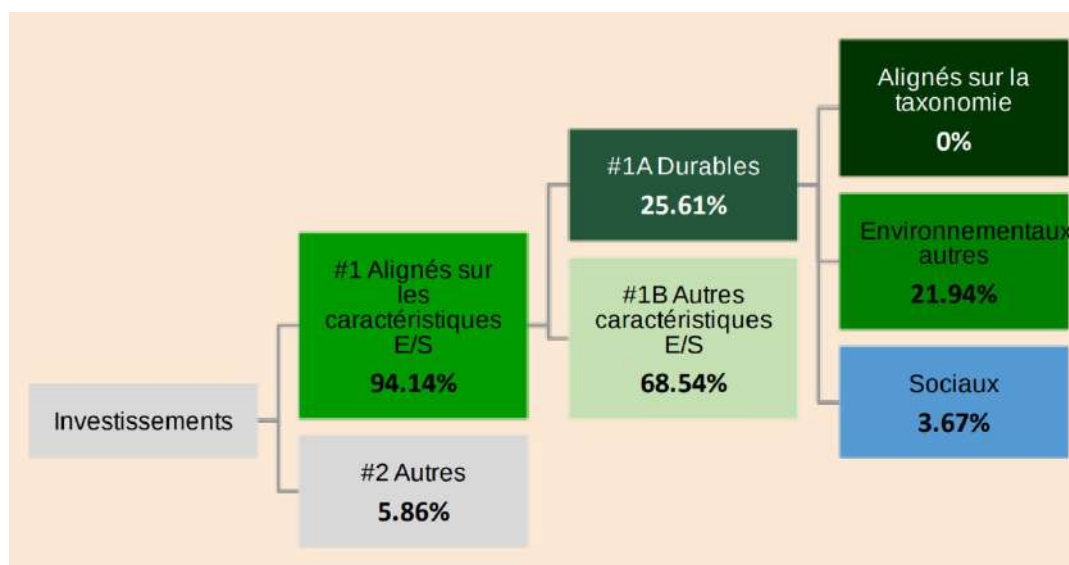 Investissements
#1 Alignés sur
les
caractéristiques
E/S
94.14%
#2 Autres
5.86%
#1A Durables
25.61%
#1B Autres
caractéristiques
E/S
68.54%
Alignés sur la
taxonomie
0%
Environnementaux
autres
21.94%
Sociaux
3.67%